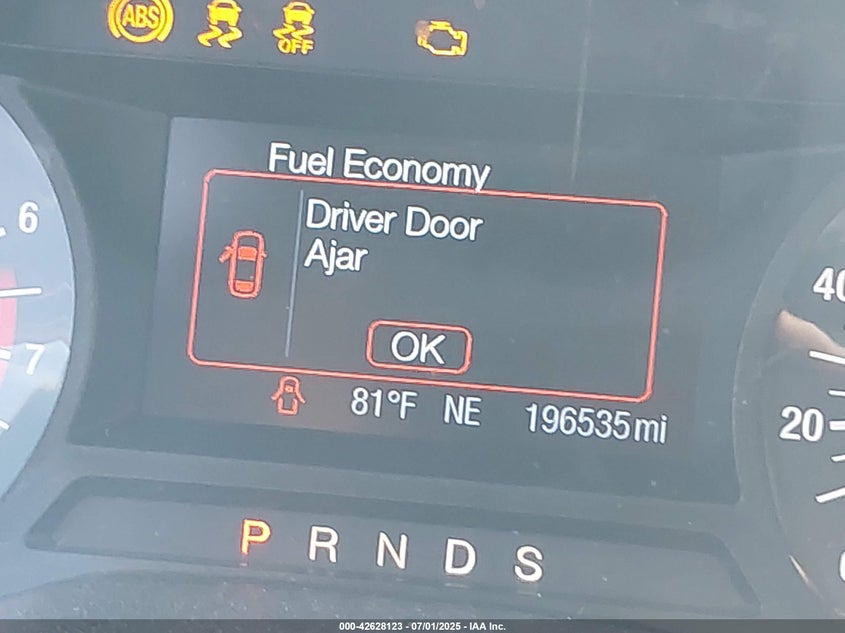 ABS
OFF
Fuel Economy
Driver Door
Ajar
OK
81°F NE 196535mi
6
7
40
20
P R N D S
000-42628123 - 07/01/2025 - IAA Inc.